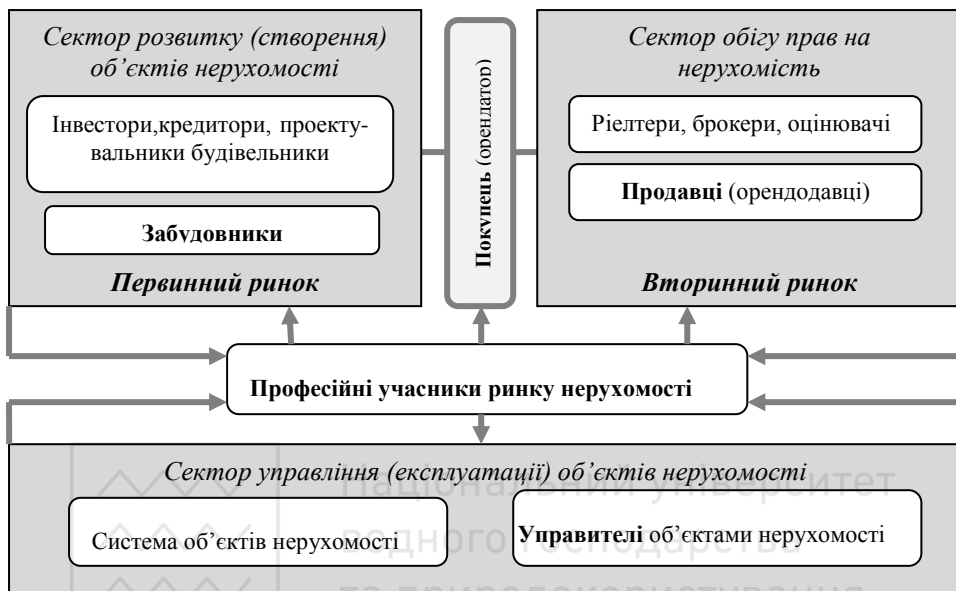 Сектор розвитку (створення)
об’єктів нерухомості
Інвестори,кредитори, проекту-
вальники будівельники
Забудовники
Первинний ринок
Покупець (орендатор)
Сектор обігу прав на
нерухомість
Ріелтери, брокери, оцінювачі
Продавці (орендодавці)
Вторинний ринок
Професійні учасники ринку нерухомості
Сектор управління (експлуатації) об’єктів нерухомості
Національний університет
Система об’єктів нерухомості
Управителі об’єктами нерухомості
водного господарства
та природокористування